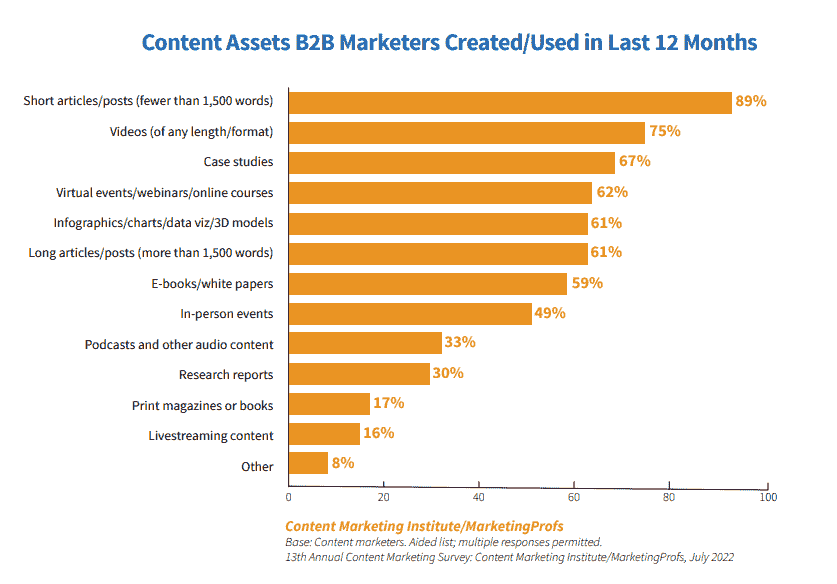 Content Assets B2B Marketers Created/Used in Last 12 Months
Short articles/posts (fewer than 1,500 words) 89%
Videos (of any length/format) 75%
Case studies 67%
Virtual events/webinars/online courses 62%
Infographics/charts/data viz/3D models 61%
Long articles/posts (more than 1,500 words) 61%
E-books/white papers 59%
In-person events 49%
Podcasts and other audio content 33%
Research reports 30%
Print magazines or books 17%
Livestreaming content 16%
Other 8%
0 20 40 60 80 100
Content Marketing Institute/MarketingProfs
Base: Content marketers. Aided list; multiple responses permitted.
13th Annual Content Marketing Survey: Content Marketing Institute/MarketingProfs, July 2022